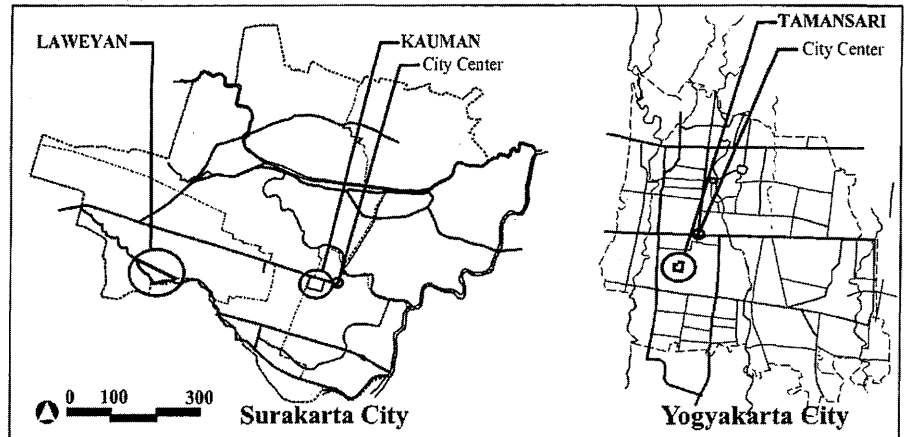 LAWEYAN
KAUMAN
City Center
TAMANSARI
City Center
0 100 300
Surakarta City
Yogyakarta City